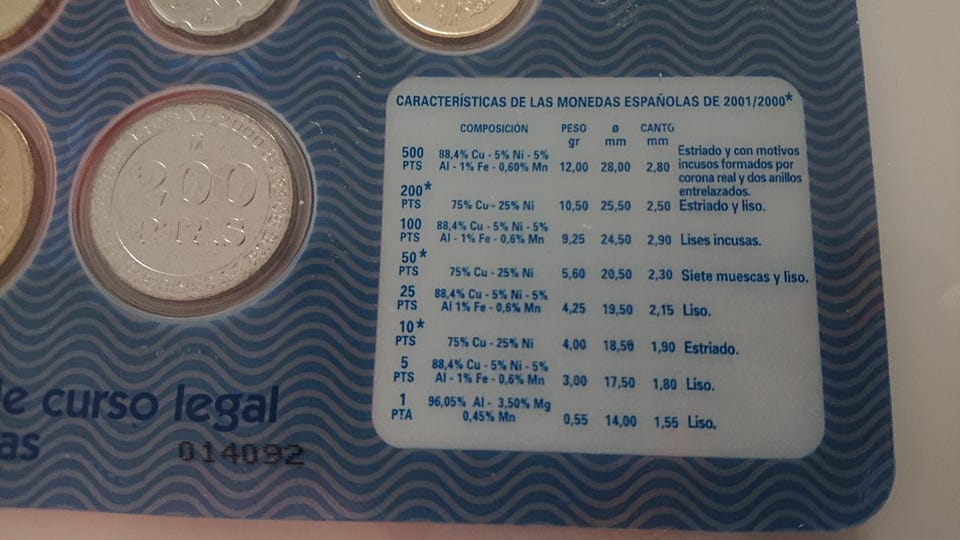 ESPAÑA 2000
M
200
PTAS
CARACTERÍSTICAS DE LAS MONEDAS ESPAÑOLAS DE 2001/2000*
COMPOSICIÓN PESO gr ø mm CANTO mm
500 PTS 88,4% Cu - 5% Ni - 5% Al - 1% Fe - 0,60% Mn 12,00 28,00 2,80 Estriado y con motivos incusos formados por corona real y dos anillos entrelazados.
200* PTS 75% Cu - 25% Ni 10,50 25,50 2,50 Estriado y liso.
100 PTS 88,4% Cu - 5% Ni - 5% Al - 1% Fe - 0,6% Mn 9,25 24,50 2,90 Lises incusas.
50* PTS 75% Cu - 25% Ni 5,60 20,50 2,30 Siete muescas y liso.
25 PTS 88,4% Cu - 5% Ni - 5% Al 1% Fe - 0,6% Mn 4,25 19,50 2,15 Liso.
10* PTS 75% Cu - 25% Ni 4,00 18,50 1,90 Estriado.
5 PTS 88,4% Cu - 5% Ni - 5% Al - 1% Fe - 0,6% Mn 3,00 17,50 1,80 Liso.
1 PTA 96,05% Al - 3,50% Mg 0,45% Mn 0,55 14,00 1,55 Liso.
de curso legal
as
014092